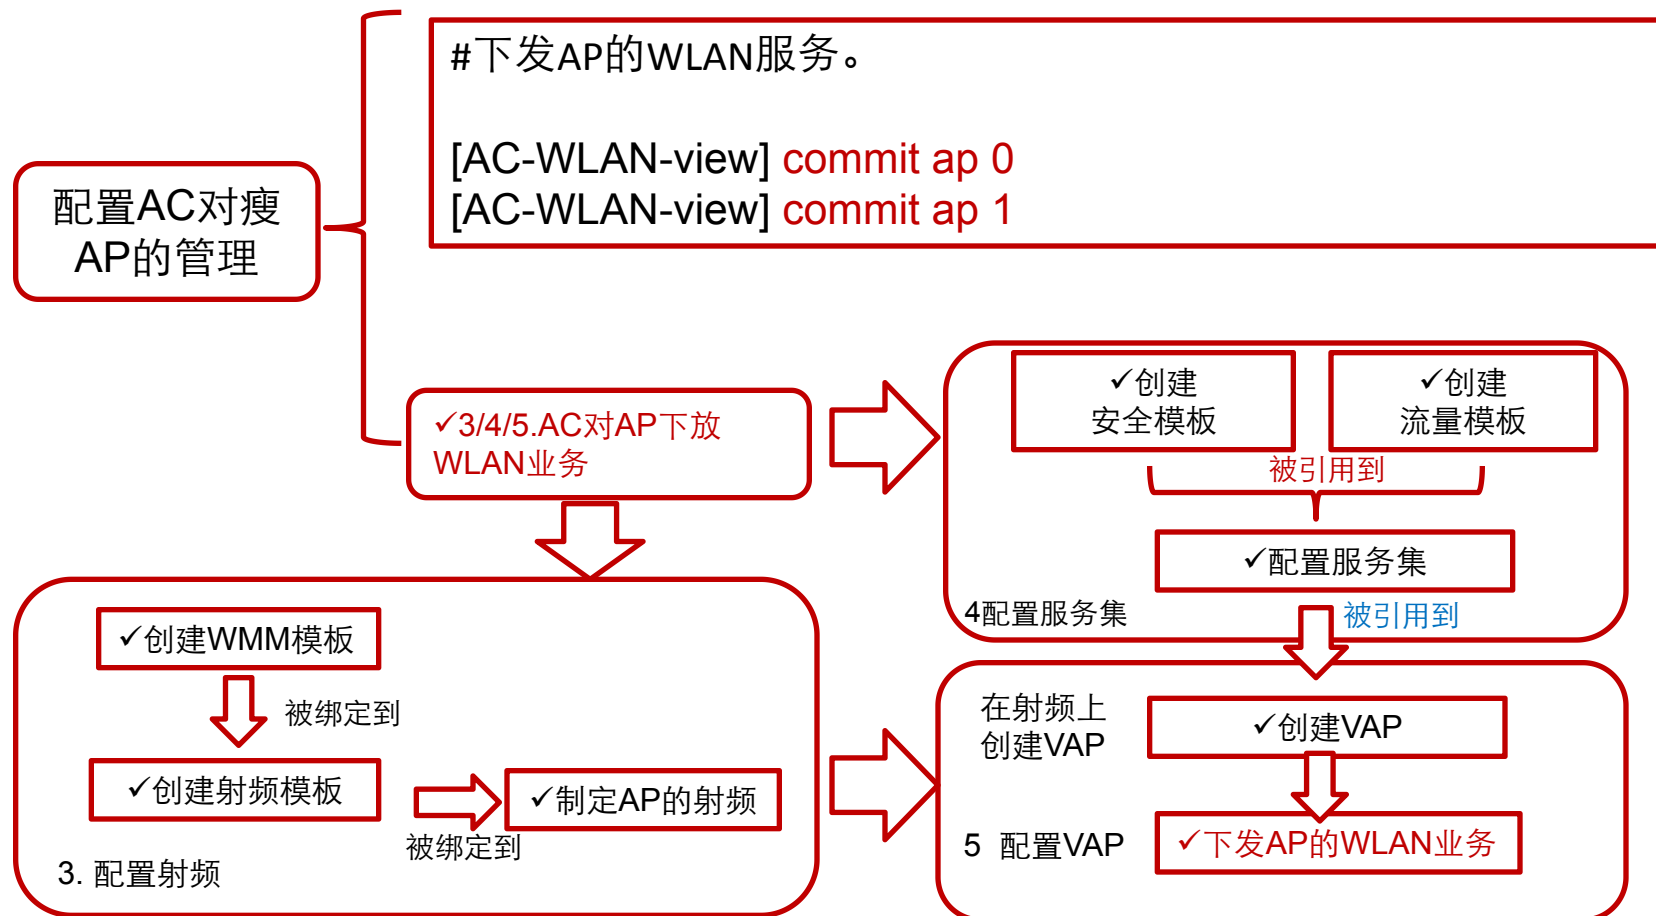 #下发AP的WLAN服务。
[AC-WLAN-view] commit ap 0
[AC-WLAN-view] commit ap 1
配置AC对瘦
AP的管理
✓3/4/5.AC对AP下放
WLAN业务
✓创建
安全模板
✓创建
流量模板
被引用到
✓配置服务集
4配置服务集
被引用到
✓创建WMM模板
被绑定到
✓创建射频模板
被绑定到
✓制定AP的射频
3. 配置射频
在射频上
创建VAP
✓创建VAP
5 配置VAP
✓下发AP的WLAN业务